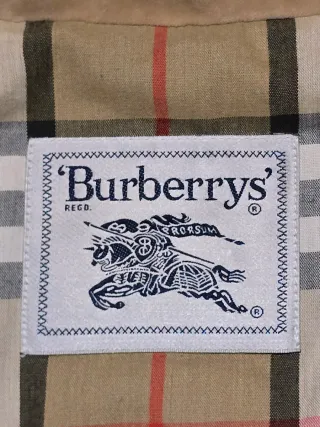 'Burberrys'
REGD. ®
PRORSUM
®